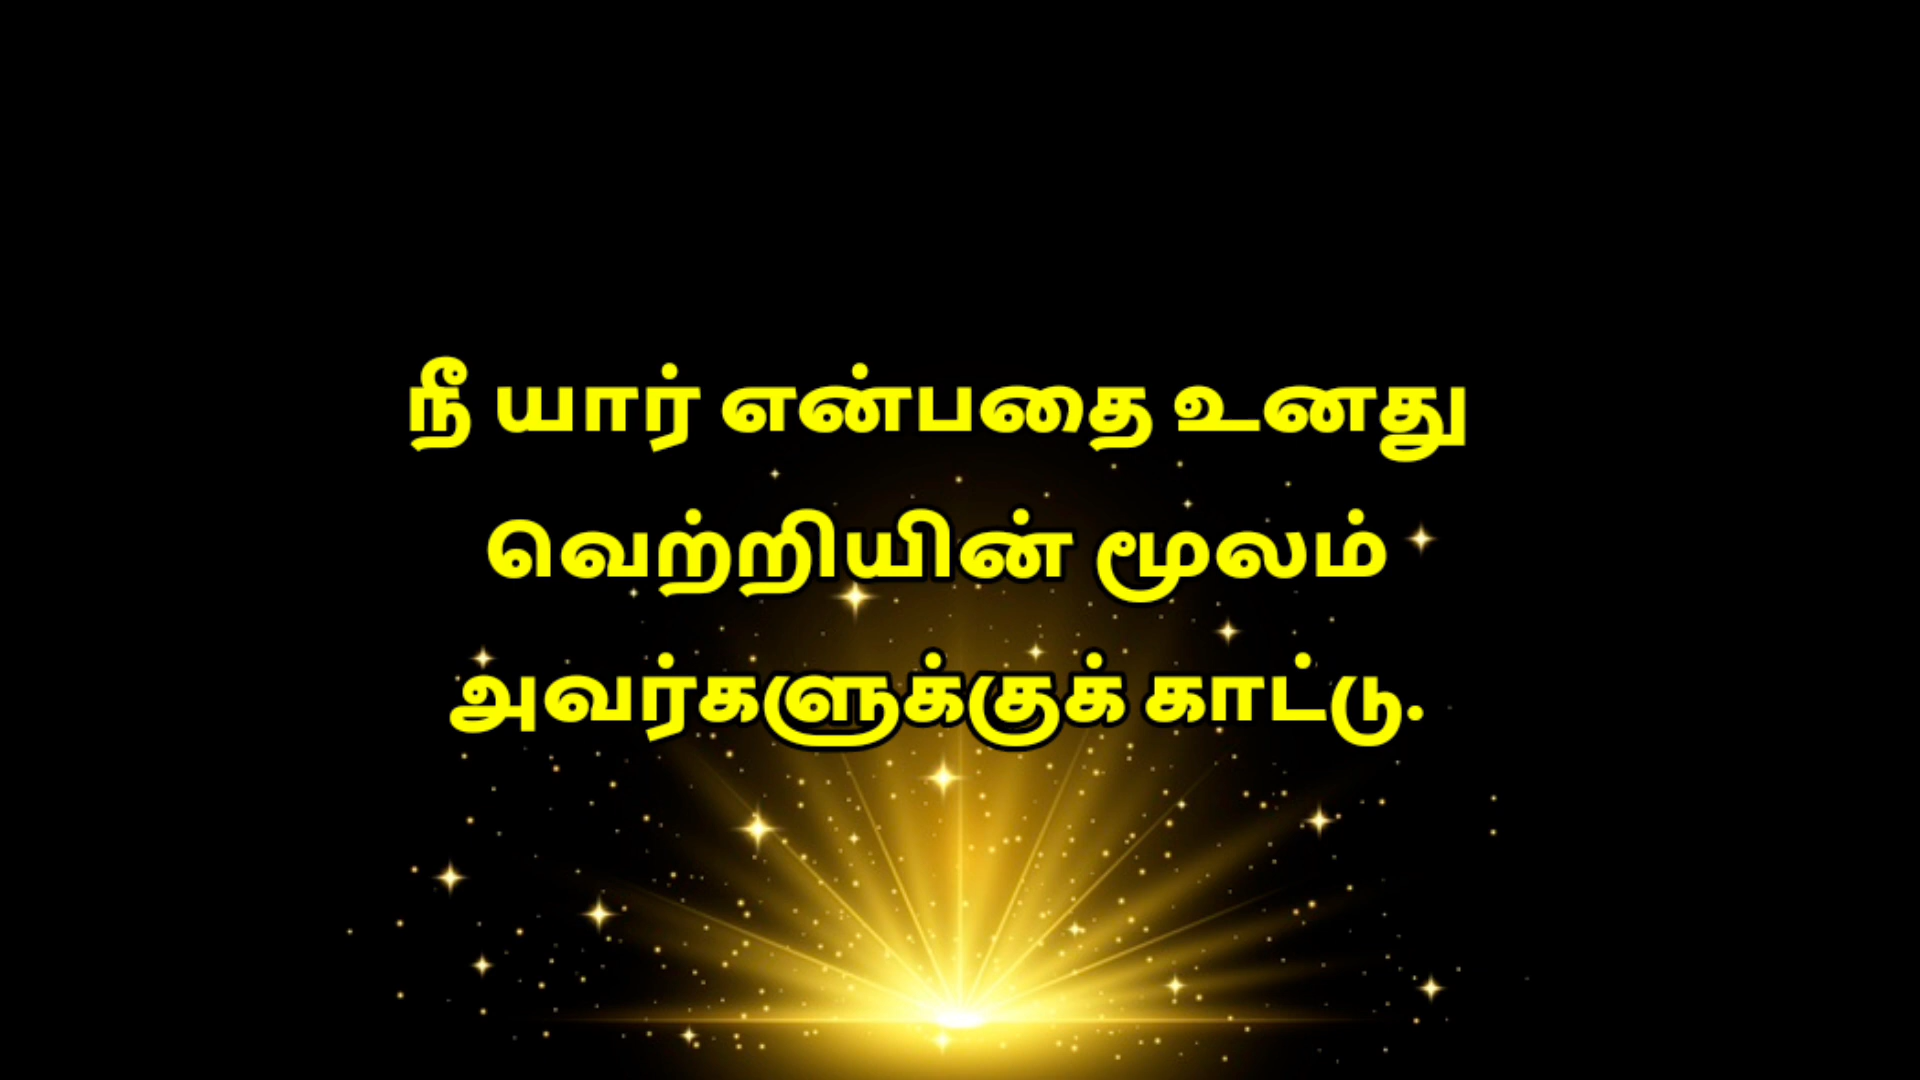 நீ யார் என்பதை உனது
வெற்றியின் மூலம்
அவர்களுக்குக் காட்டு.